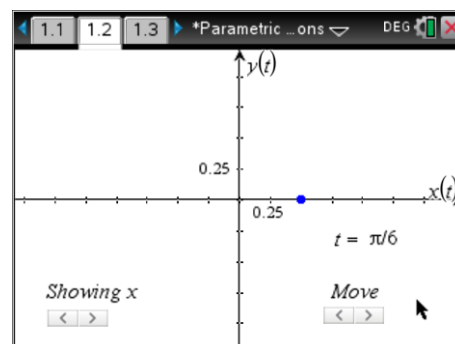 1.1 1.2 1.3 *Parametric ...ons DEG
y(t)
0.25
x(t)
0.25
t = π/6
Showing x
Move